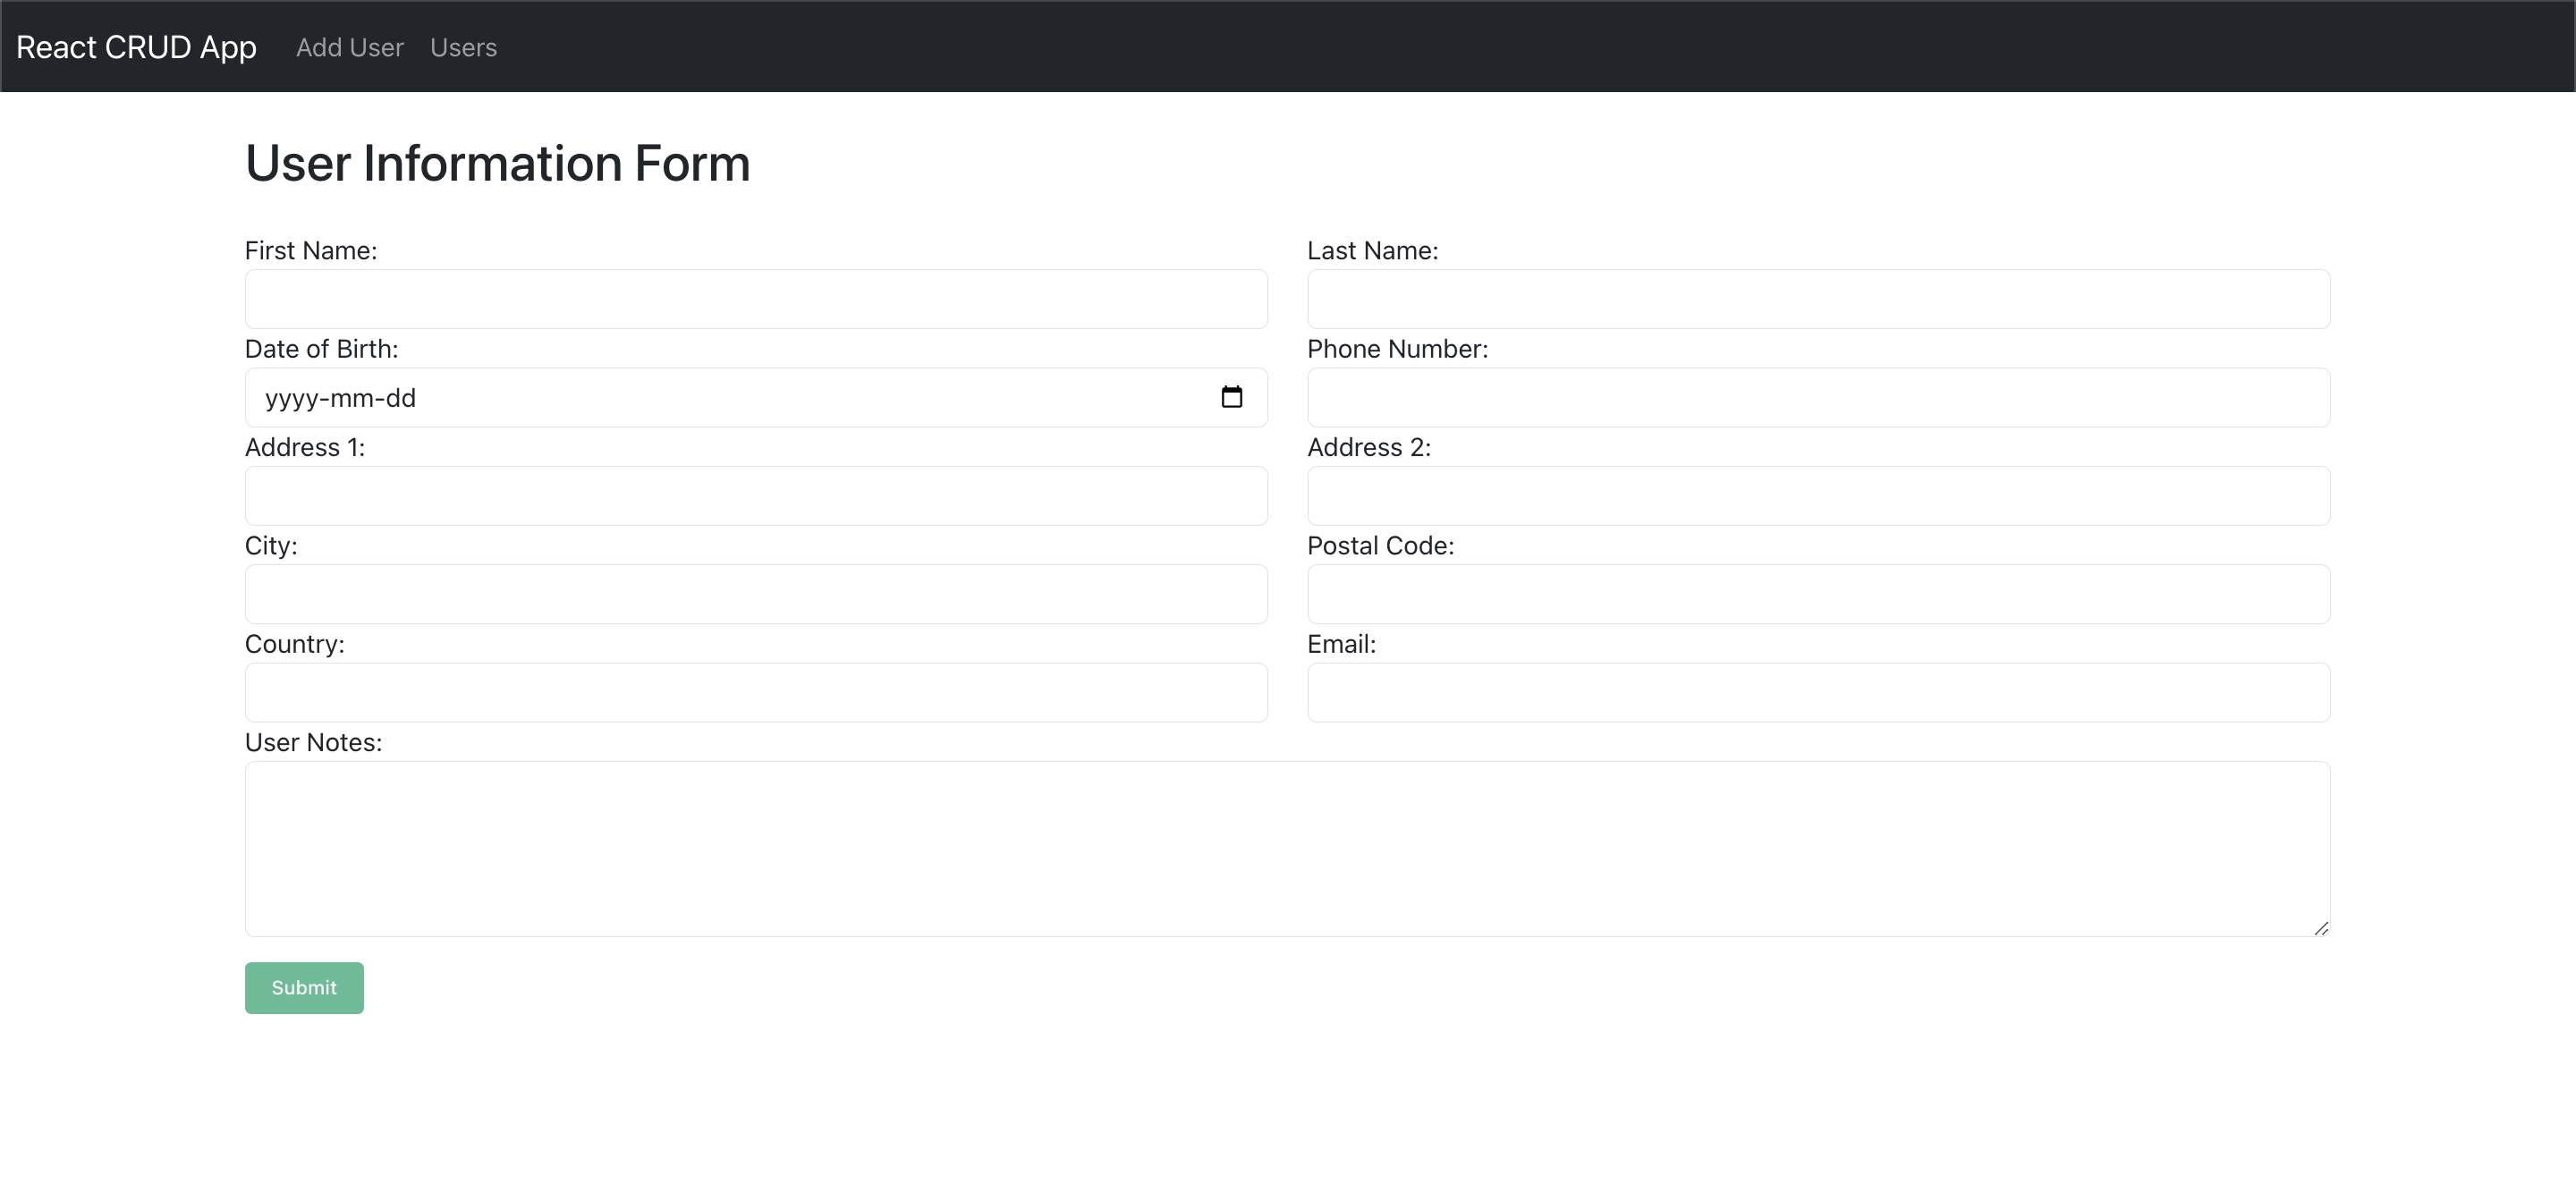 React CRUD App Add User Users
User Information Form
First Name: Last Name:
Date of Birth: Phone Number:
yyyy-mm-dd
Address 1: Address 2:
City: Postal Code:
Country: Email:
User Notes:
Submit